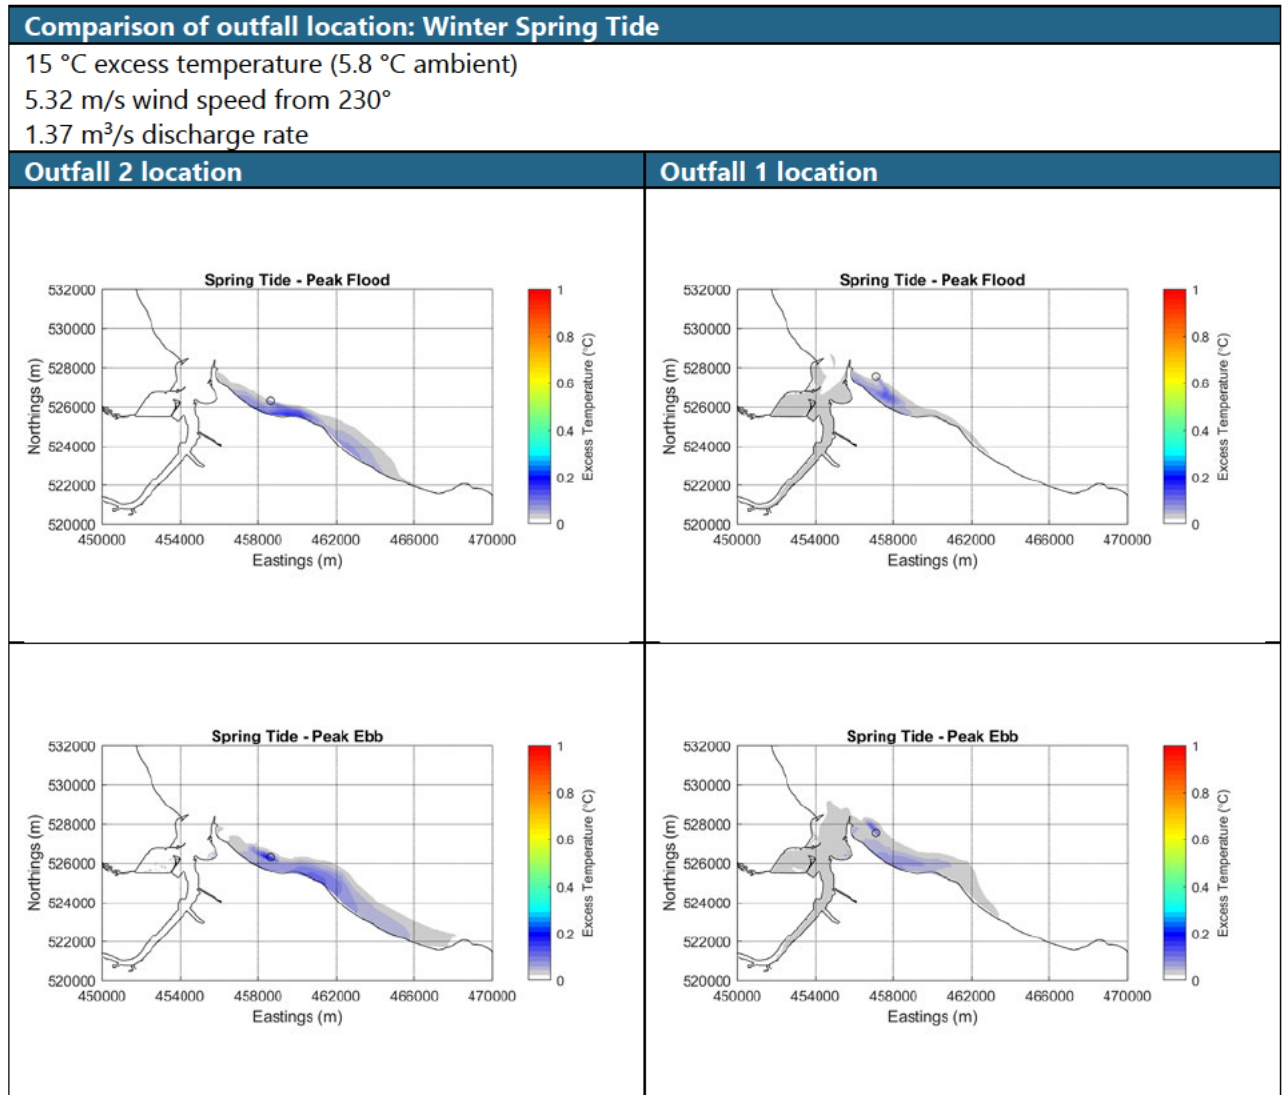 Comparison of outfall location: Winter Spring Tide
15 °C excess temperature (5.8 °C ambient)
5.32 m/s wind speed from 230°
1.37 m³/s discharge rate
Outfall 2 location
Outfall 1 location
Spring Tide - Peak Flood
532000
530000
528000
526000
524000
522000
520000
Northings (m)
450000 454000 458000 462000 466000 470000
Eastings (m)
1
0.8
0.6
0.4
0.2
0
Excess Temperature (°C)
Spring Tide - Peak Flood
532000
530000
528000
526000
524000
522000
520000
Northings (m)
450000 454000 458000 462000 466000 470000
Eastings (m)
1
0.8
0.6
0.4
0.2
0
Excess Temperature (°C)
Spring Tide - Peak Ebb
532000
530000
528000
526000
524000
522000
520000
Northings (m)
450000 454000 458000 462000 466000 470000
Eastings (m)
1
0.8
0.6
0.4
0.2
0
Excess Temperature (°C)
Spring Tide - Peak Ebb
532000
530000
528000
526000
524000
522000
520000
Northings (m)
450000 454000 458000 462000 466000 470000
Eastings (m)
1
0.8
0.6
0.4
0.2
0
Excess Temperature (°C)